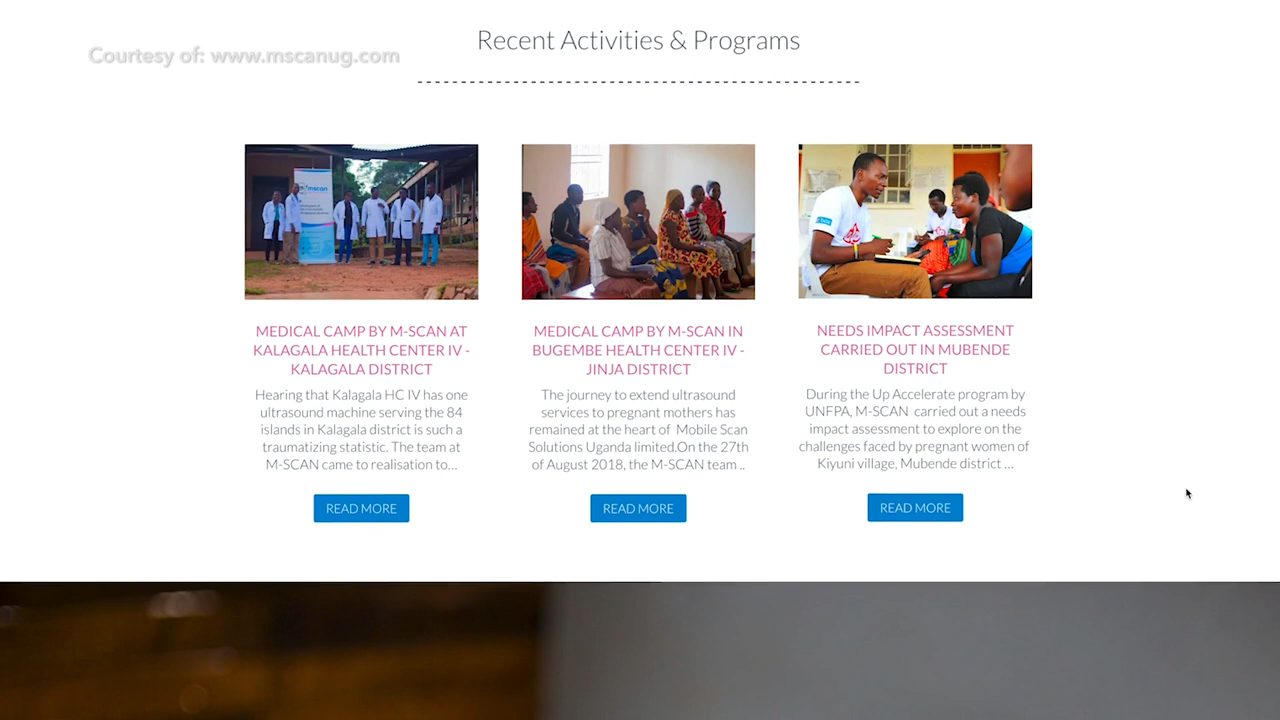 Recent Activities & Programs
Courtesy of: www.mscanug.com
mscan
MEDICAL CAMP BY M-SCAN AT
KALAGALA HEALTH CENTER IV -
KALAGALA DISTRICT
Hearing that Kalagala HC IV has one
ultrasound machine serving the 84
islands in Kalagala district is such a
traumatizing statistic. The team at
M-SCAN came to realisation to...
READ MORE
MEDICAL CAMP BY M-SCAN IN
BUGEMBE HEALTH CENTER IV -
JINJA DISTRICT
The journey to extend ultrasound
services to pregnant mothers has
remained at the heart of Mobile Scan
Solutions Uganda limited.On the 27th
of August 2018, the M-SCAN team ..
READ MORE
NEEDS IMPACT ASSESSMENT
CARRIED OUT IN MUBENDE
DISTRICT
During the Up Accelerate program by
UNFPA, M-SCAN carried out a needs
impact assessment to explore on the
challenges faced by pregnant women of
Kiyuni village, Mubende district ...
READ MORE